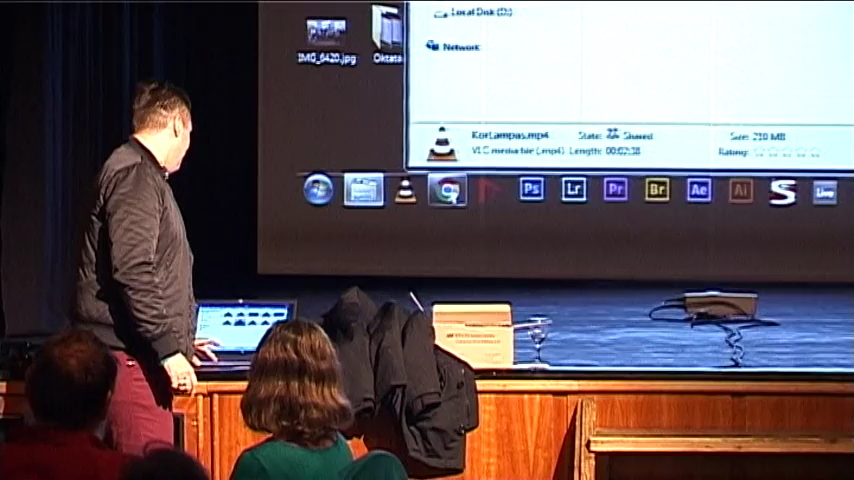 Local Disk (D:)
IMG_6420.jpg
Network
Kortampas.mp4 State: Shared Size: 210 MB
VLC media file (.mp4) Length: 00:02:38 Rating:
Ps Lr Pr Br Ae Ai S Live